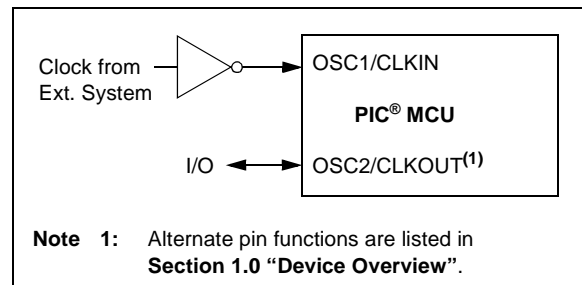 Clock from
Ext. System
OSC1/CLKIN
PIC® MCU
I/O
OSC2/CLKOUT(1)
Note 1: Alternate pin functions are listed in
Section 1.0 “Device Overview”.